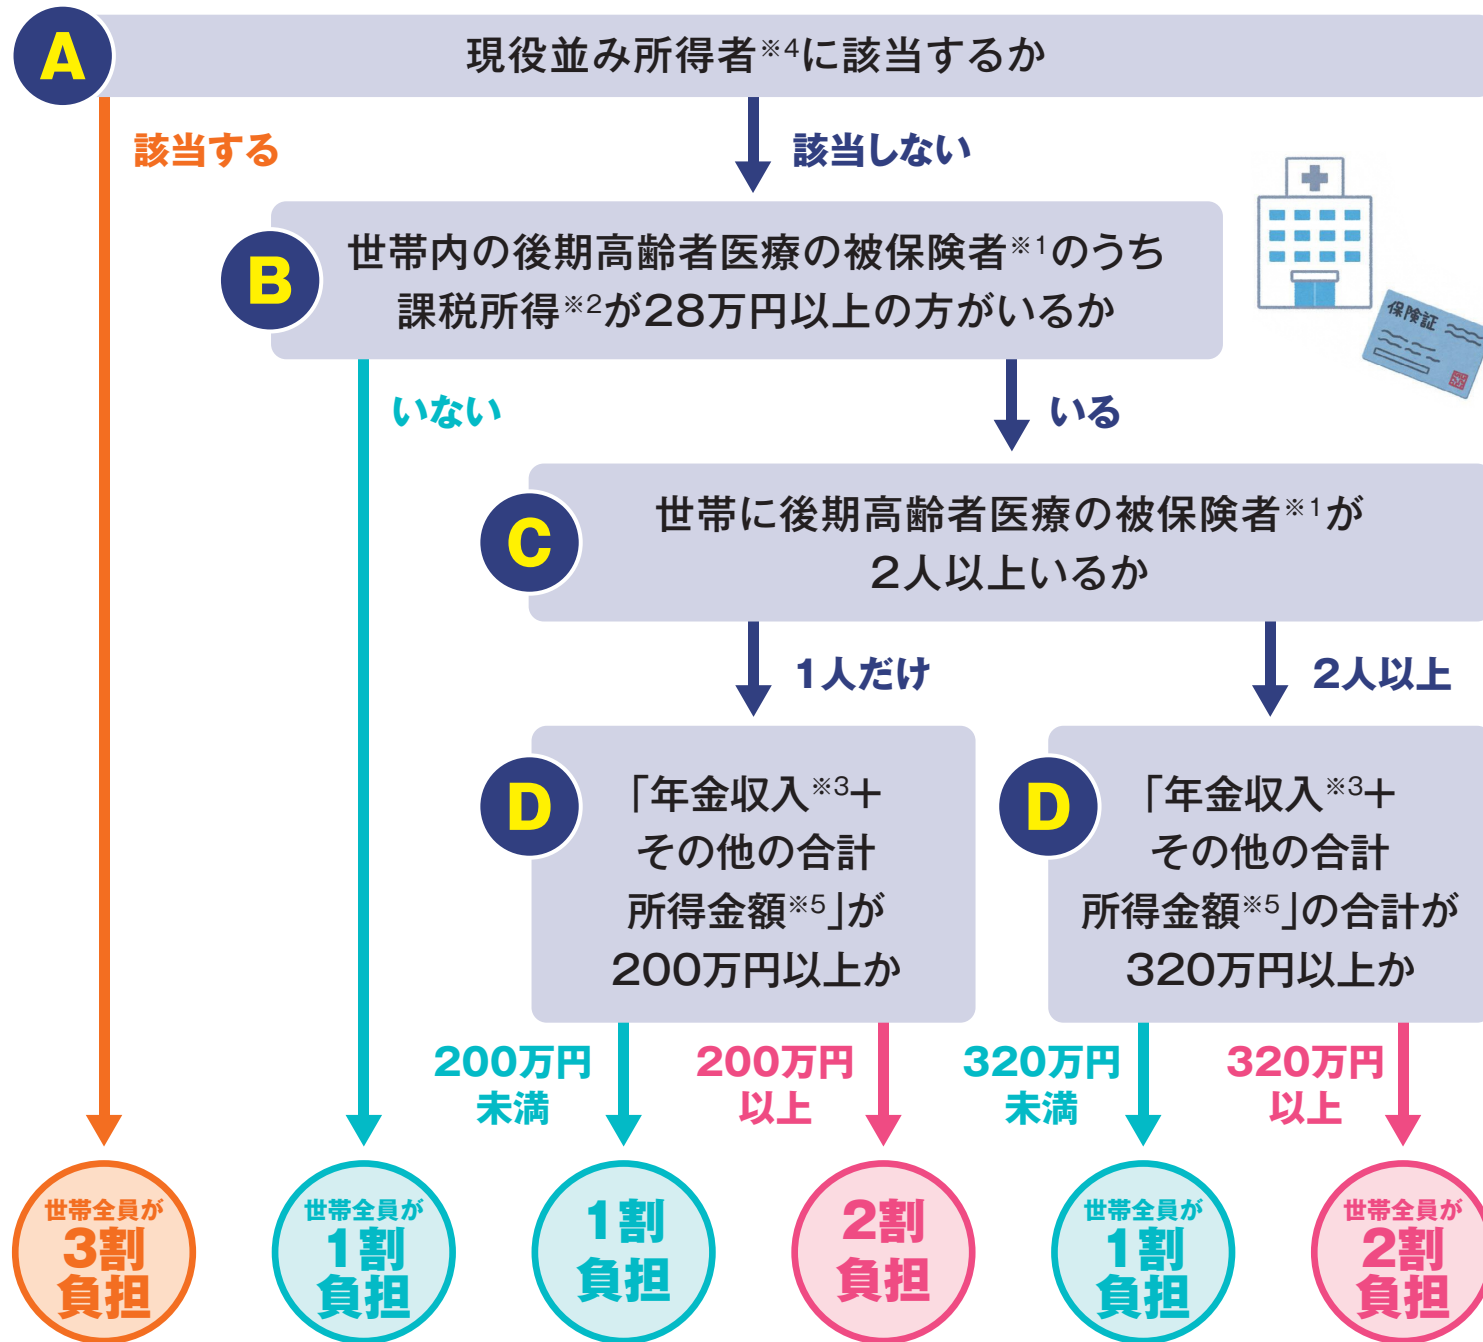 A
現役並み所得者※4に該当するか
該当する
該当しない
B
世帯内の後期高齢者医療の被保険者※1のうち
課税所得※2が28万円以上の方がいるか
保険証
いない
いる
C
世帯に後期高齢者医療の被保険者※1が
2人以上いるか
1人だけ
2人以上
D
「年金収入※3+
その他の合計
所得金額※5」が
200万円以上か
D
「年金収入※3+
その他の合計
所得金額※5」の合計が
320万円以上か
200万円
未満
200万円
以上
320万円
未満
320万円
以上
世帯全員が
3割
負担
世帯全員が
1割
負担
1割
負担
2割
負担
世帯全員が
1割
負担
世帯全員が
2割
負担